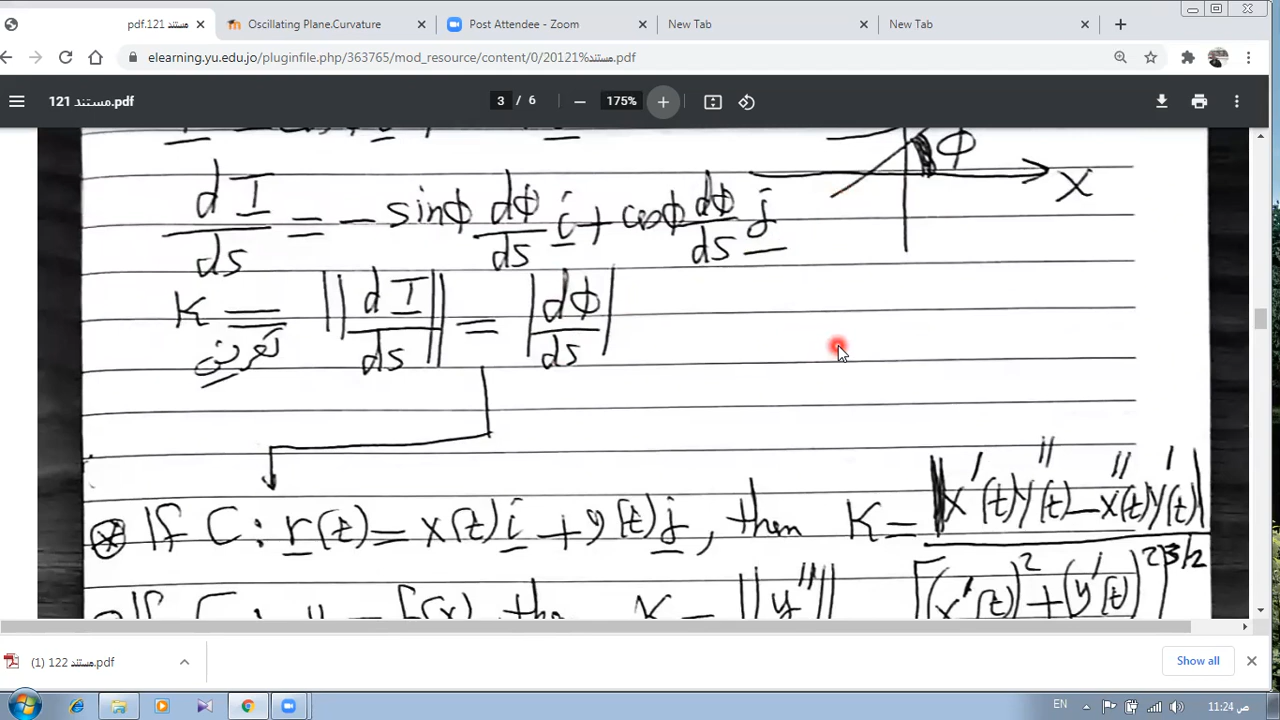 مستند 121.pdf
Oscillating Plane.Curvature
Post Attendee - Zoom
New Tab
New Tab
elearning.yu.edu.jo/pluginfile.php/363765/mod_resource/content/0/20121%مستند.pdf
مستند 121.pdf
3 / 6
175%
φ
X
dT/ds = - sinφ dφ/ds i + cosφ dφ/ds j
K = ||dT/ds|| = |dφ/ds|
تعريف
⊛ If C: r(t) = x(t) i + y(t) j, then K = |x'(t)y''(t) - x''(t)y'(t)| / [(x'(t))² + (y'(t))²]^3/2
If C: y = f(x), then K = ||y''||
مستند 122 (1).pdf
Show all
EN
11:24 ص